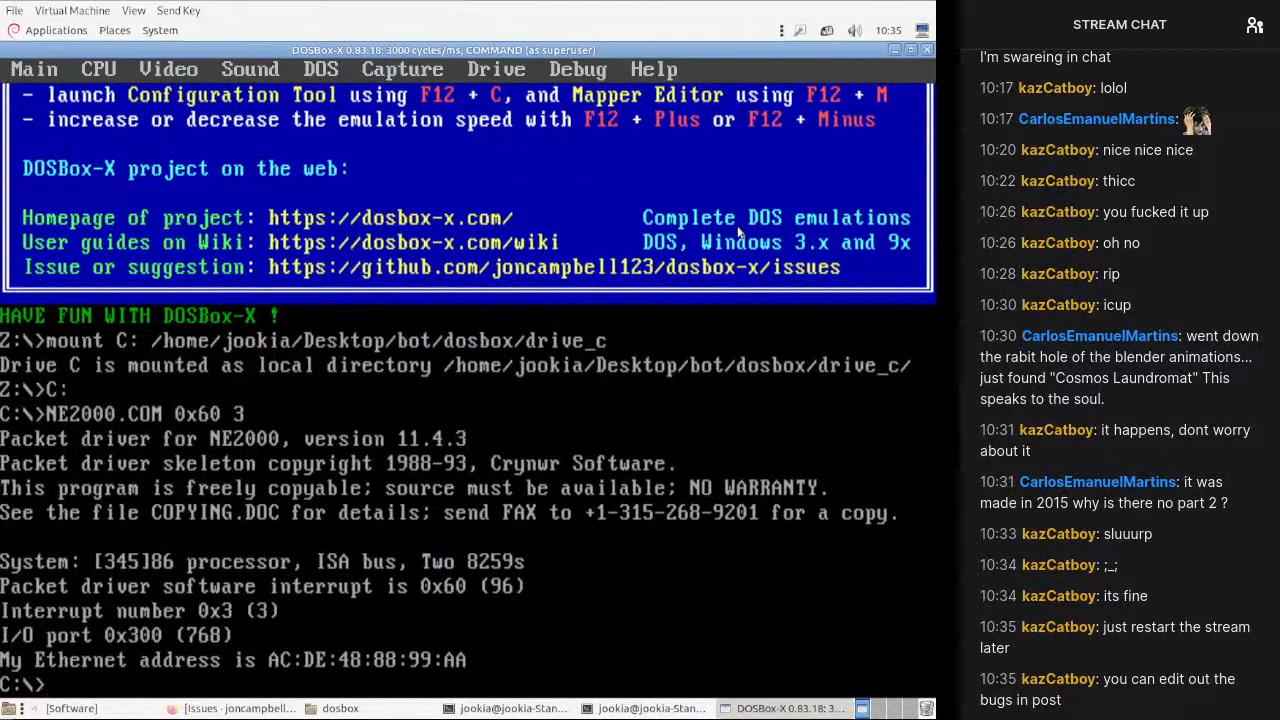 File Virtual Machine View Send Key
Applications Places System 10:35
DOSBox-X 0.83.18: 3000 cycles/ms, COMMAND (as superuser)
Main CPU Video Sound DOS Capture Drive Debug Help
- launch Configuration Tool using F12 + C, and Mapper Editor using F12 + M
- increase or decrease the emulation speed with F12 + Plus or F12 + Minus
DOSBox-X project on the web:
Homepage of project: https://dosbox-x.com/ Complete DOS emulations
User guides on Wiki: https://dosbox-x.com/wiki DOS, Windows 3.x and 9x
Issue or suggestion: https://github.com/joncampbell123/dosbox-x/issues
HAVE FUN WITH DOSBox-X !
Z:\>mount C: /home/jookia/Desktop/bot/dosbox/drive_c
Drive C is mounted as local directory /home/jookia/Desktop/bot/dosbox/drive_c/
Z:\>C:
C:\>NE2000.COM 0x60 3
Packet driver for NE2000, version 11.4.3
Packet driver skeleton copyright 1988-93, Crynwr Software.
This program is freely copyable; source must be available; NO WARRANTY.
See the file COPYING.DOC for details; send FAX to +1-315-268-9201 for a copy.
System: [345]86 processor, ISA bus, Two 8259s
Packet driver software interrupt is 0x60 (96)
Interrupt number 0x3 (3)
I/O port 0x300 (768)
My Ethernet address is AC:DE:48:88:99:AA
C:\>
[Software] [Issues · joncampbell... dosbox jookia@jookia-Stan... jookia@jookia-Stan... DOSBox-X 0.83.18: 3...
STREAM CHAT
I'm swareing in chat
10:17 kazCatboy: lolol
10:17 CarlosEmanuelMartins:
10:20 kazCatboy: nice nice nice
10:22 kazCatboy: thicc
10:26 kazCatboy: you fucked it up
10:26 kazCatboy: oh no
10:28 kazCatboy: rip
10:30 kazCatboy: icup
10:30 CarlosEmanuelMartins: went down
the rabit hole of the blender animations...
just found "Cosmos Laundromat" This
speaks to the soul.
10:31 kazCatboy: it happens, dont worry
about it
10:31 CarlosEmanuelMartins: it was
made in 2015 why is there no part 2 ?
10:33 kazCatboy: sluuurp
10:34 kazCatboy: ;_;
10:34 kazCatboy: its fine
10:35 kazCatboy: just restart the stream
later
10:35 kazCatboy: you can edit out the
bugs in post